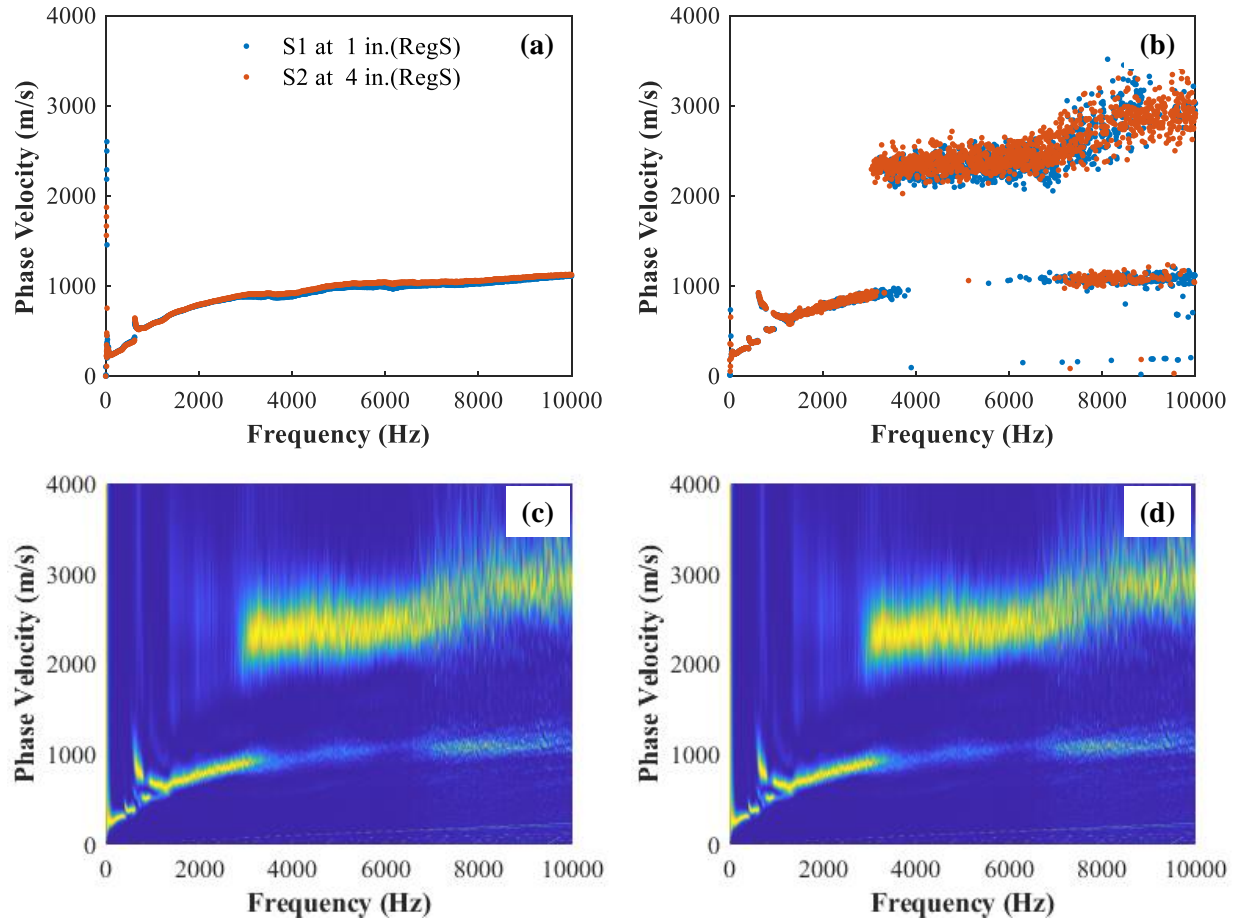 4000
3000
2000
1000
0
Phase Velocity (m/s)
S1 at 1 in.(RegS)
S2 at 4 in.(RegS)
(a)
0 2000 4000 6000 8000 10000
Frequency (Hz)
4000
3000
2000
1000
0
Phase Velocity (m/s)
(b)
0 2000 4000 6000 8000 10000
Frequency (Hz)
4000
3000
2000
1000
0
Phase Velocity (m/s)
(c)
0 2000 4000 6000 8000 10000
Frequency (Hz)
4000
3000
2000
1000
0
Phase Velocity (m/s)
(d)
0 2000 4000 6000 8000 10000
Frequency (Hz)